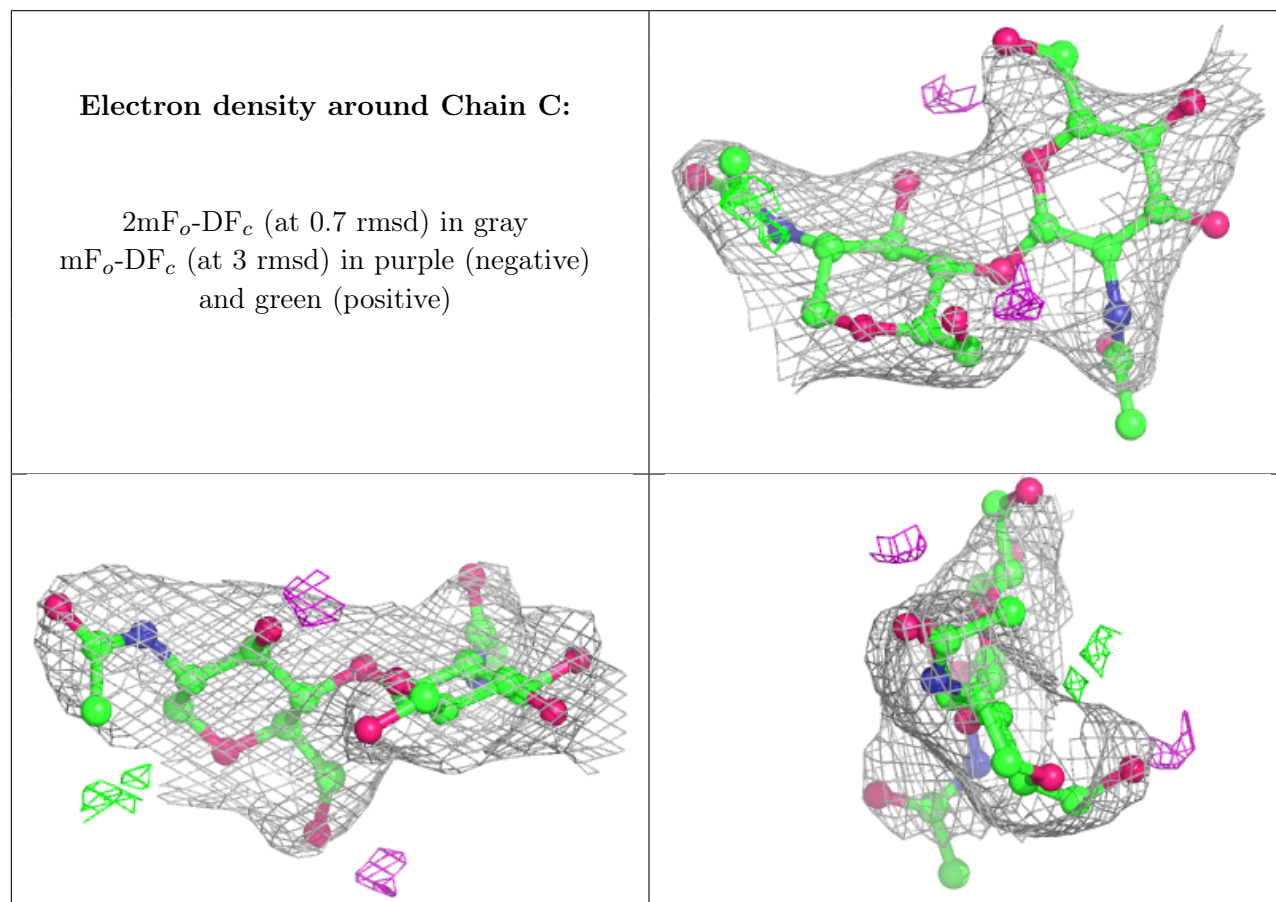 Electron density around Chain C:
2mFₒ-DF𝑐 (at 0.7 rmsd) in gray
mFₒ-DF𝑐 (at 3 rmsd) in purple (negative)
and green (positive)